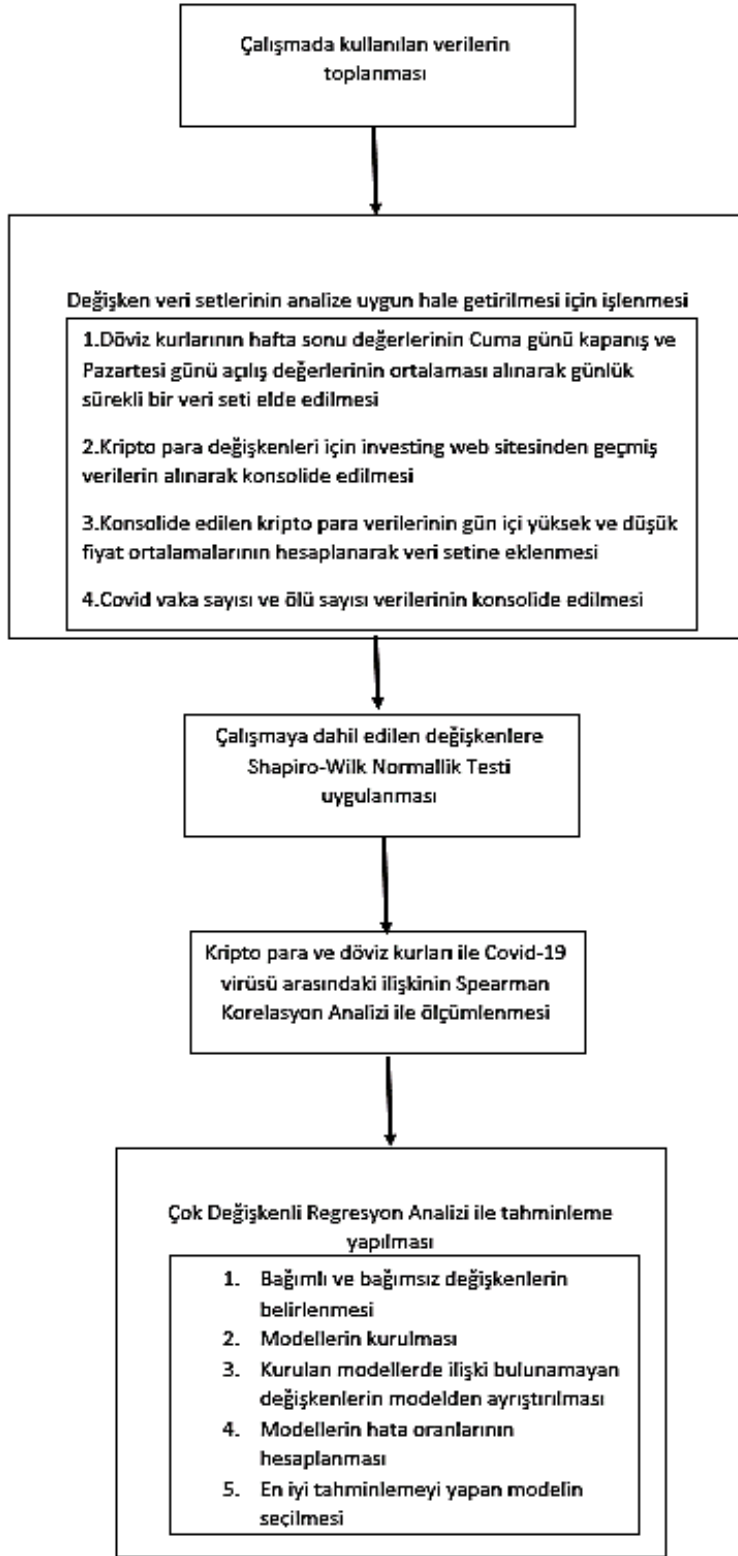 Çalışmada kullanılan verilerin
toplanması
Değişken veri setlerinin analize uygun hale getirilmesi için işlenmesi
1.Döviz kurlarının hafta sonu değerlerinin Cuma günü kapanış ve
Pazartesi günü açılış değerlerinin ortalaması alınarak günlük
sürekli bir veri seti elde edilmesi
2.Kripto para değişkenleri için investing web sitesinden geçmiş
verilerin alınarak konsolide edilmesi
3.Konsolide edilen kripto para verilerinin gün içi yüksek ve düşük
fiyat ortalamalarının hesaplanarak veri setine eklenmesi
4.Covid vaka sayısı ve ölü sayısı verilerinin konsolide edilmesi
Çalışmaya dahil edilen değişkenlere
Shapiro-Wilk Normallik Testi
uygulanması
Kripto para ve döviz kurları ile Covid-19
virüsü arasındaki ilişkinin Spearman
Korelasyon Analizi ile ölçümlenmesi
Çok Değişkenli Regresyon Analizi ile tahminleme
yapılması
1. Bağımlı ve bağımsız değişkenlerin
belirlenmesi
2. Modellerin kurulması
3. Kurulan modellerde ilişki bulunamayan
değişkenlerin modelden ayrıştırılması
4. Modellerin hata oranlarının
hesaplanması
5. En iyi tahminlemeyi yapan modelin
seçilmesi